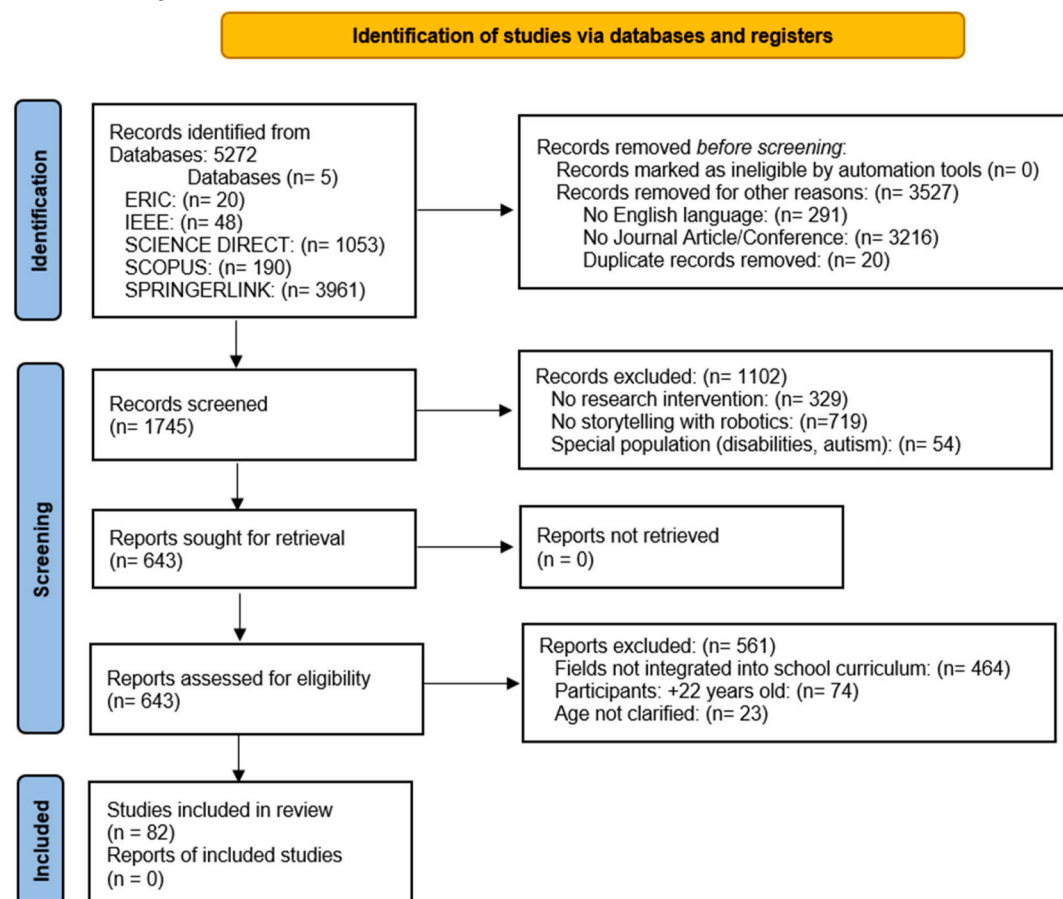 Identification of studies via databases and registers
Identification
Records identified from
Databases: 5272
Databases (n= 5)
ERIC: (n= 20)
IEEE: (n= 48)
SCIENCE DIRECT: (n= 1053)
SCOPUS: (n= 190)
SPRINGERLINK: (n= 3961)
Records removed before screening:
Records marked as ineligible by automation tools (n= 0)
Records removed for other reasons: (n= 3527)
No English language: (n= 291)
No Journal Article/Conference: (n= 3216)
Duplicate records removed: (n= 20)
Screening
Records screened
(n= 1745)
Records excluded: (n= 1102)
No research intervention: (n= 329)
No storytelling with robotics: (n=719)
Special population (disabilities, autism): (n= 54)
Reports sought for retrieval
(n= 643)
Reports not retrieved
(n = 0)
Reports assessed for eligibility
(n= 643)
Reports excluded: (n= 561)
Fields not integrated into school curriculum: (n= 464)
Participants: +22 years old: (n= 74)
Age not clarified: (n= 23)
Included
Studies included in review
(n = 82)
Reports of included studies
(n = 0)